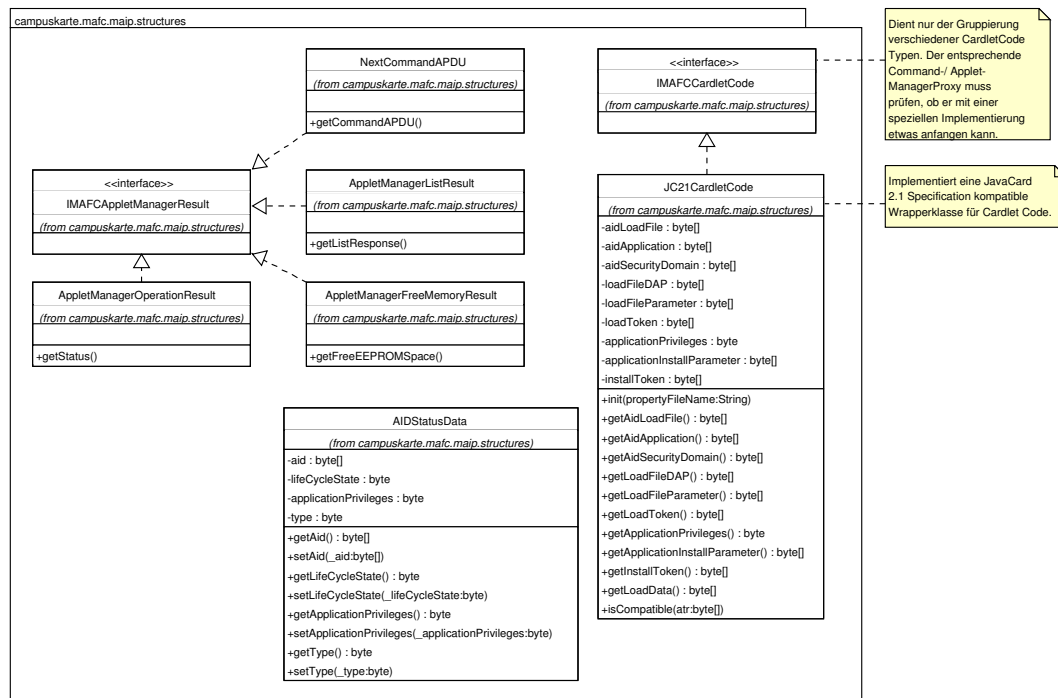 campuskarte.mafc.maip.structures
NextCommandAPDU
(from campuskarte.mafc.maip.structures)
+getCommandAPDU()
<<interface>>
IMAFCAppletManagerResult
(from campuskarte.mafc.maip.structures)
AppletManagerListResult
(from campuskarte.mafc.maip.structures)
+getListResponse()
AppletManagerOperationResult
(from campuskarte.mafc.maip.structures)
+getStatus()
AppletManagerFreeMemoryResult
(from campuskarte.mafc.maip.structures)
+getFreeEEPROMSpace()
AIDStatusData
(from campuskarte.mafc.maip.structures)
-aid : byte[]
-lifeCycleState : byte
-applicationPrivileges : byte
-type : byte
+getAid() : byte[]
+setAid(_aid:byte[])
+getLifeCycleState() : byte
+setLifeCycleState(_lifeCycleState:byte)
+getApplicationPrivileges() : byte
+setApplicationPrivileges(_applicationPrivileges:byte)
+getType() : byte
+setType(_type:byte)
<<interface>>
IMAFCCardletCode
(from campuskarte.mafc.maip.structures)
JC21CardletCode
(from campuskarte.mafc.maip.structures)
-aidLoadFile : byte[]
-aidApplication : byte[]
-aidSecurityDomain : byte[]
-loadFileDAP : byte[]
-loadFileParameter : byte[]
-loadToken : byte[]
-applicationPrivileges : byte
-applicationInstallParameter : byte[]
-installToken : byte[]
+init(propertyFileName:String)
+getAidLoadFile() : byte[]
+getAidApplication() : byte[]
+getAidSecurityDomain() : byte[]
+getLoadFileDAP() : byte[]
+getLoadFileParameter() : byte[]
+getLoadToken() : byte[]
+getApplicationPrivileges() : byte
+getApplicationInstallParameter() : byte[]
+getInstallToken() : byte[]
+getLoadData() : byte[]
+isCompatible(atr:byte[])
Dient nur der Gruppierung
verschiedener CardletCode
Typen. Der entsprechende
Command-/ Applet-
ManagerProxy muss
prüfen, ob er mit einer
speziellen Implementierung
etwas anfangen kann.
Implementiert eine JavaCard
2.1 Specification kompatible
Wrapperklasse für Cardlet Code.